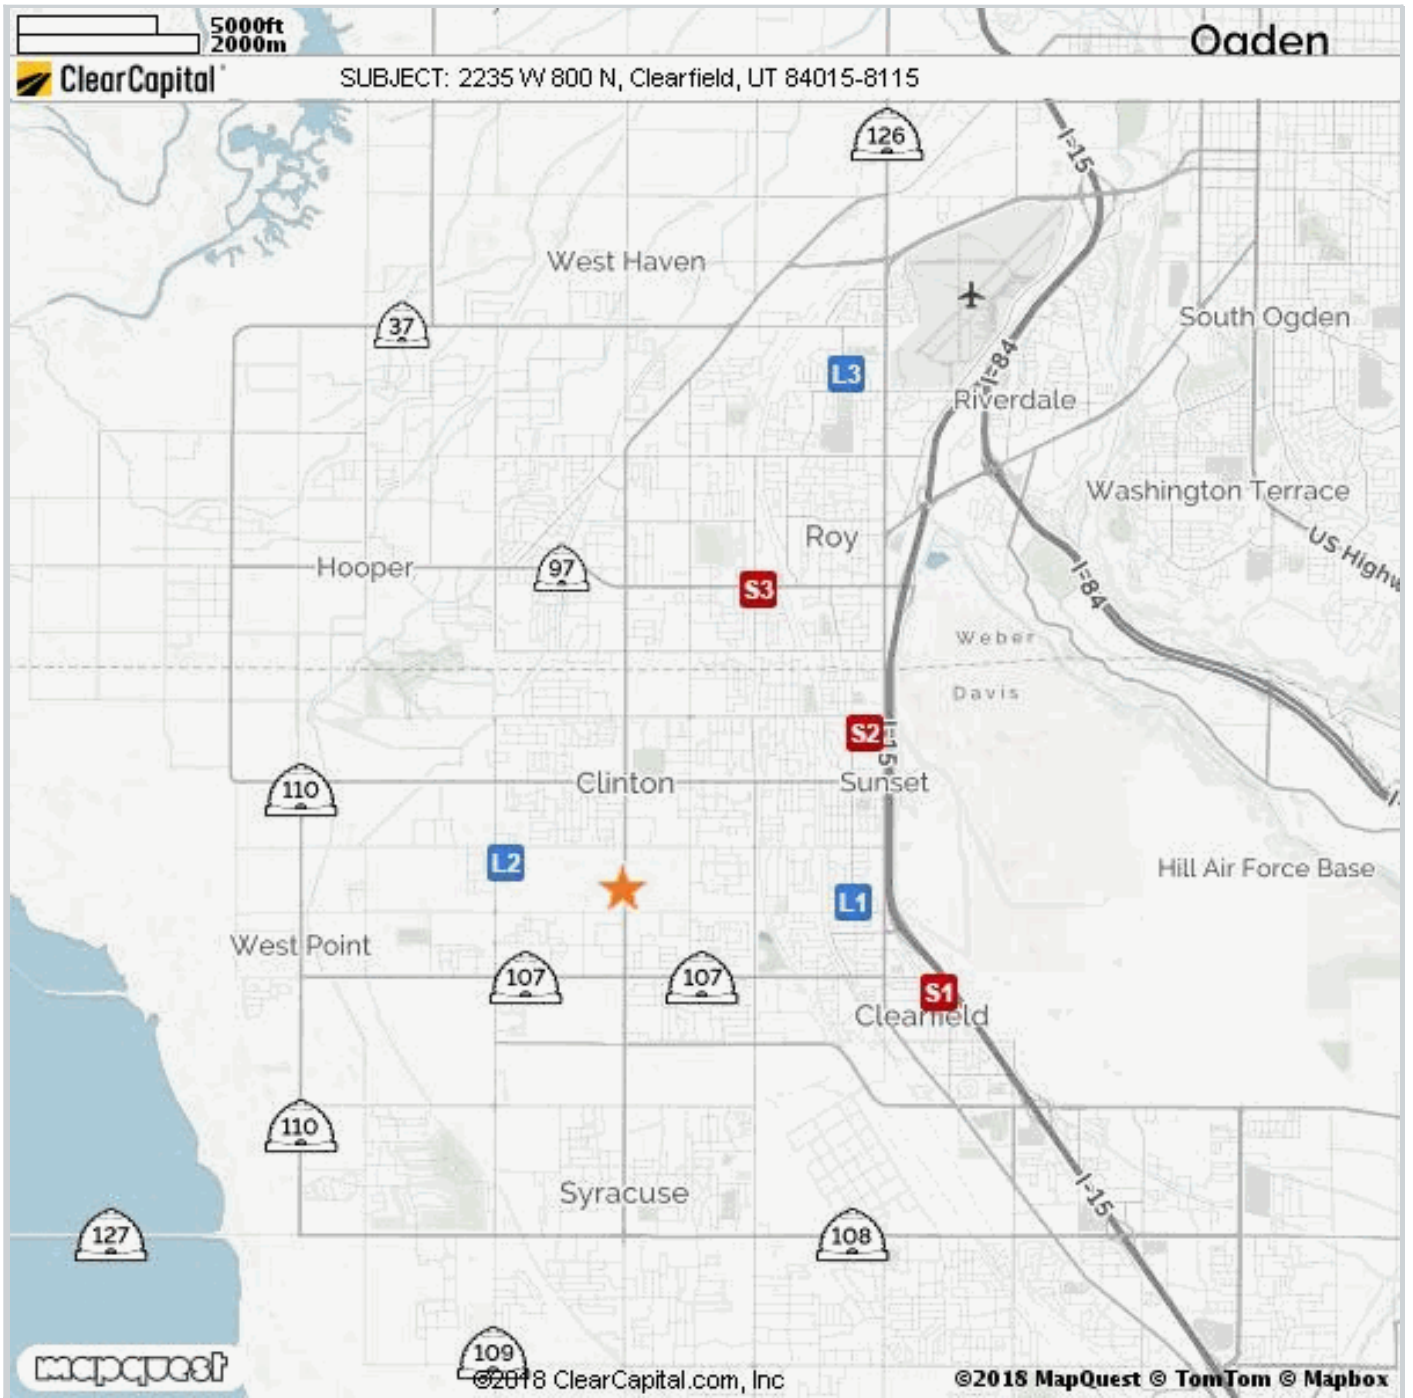 5000ft
2000m
Ogden
ClearCapital
SUBJECT: 2235 W 800 N, Clearfield, UT 84015-8115
126
I-15
West Haven
37
South Ogden
L3
I-84
Riverdale
Washington Terrace
Roy
US Highw
Hooper
97
S3
I-84
Weber
Davis
S2
I-15
110
Clinton
Sunset
L2
Hill Air Force Base
L1
West Point
107
107
S1
Clearfield
110
Syracuse
I-15
127
108
109
mapquest
©2018 ClearCapital.com, Inc
©2018 MapQuest © TomTom © Mapbox